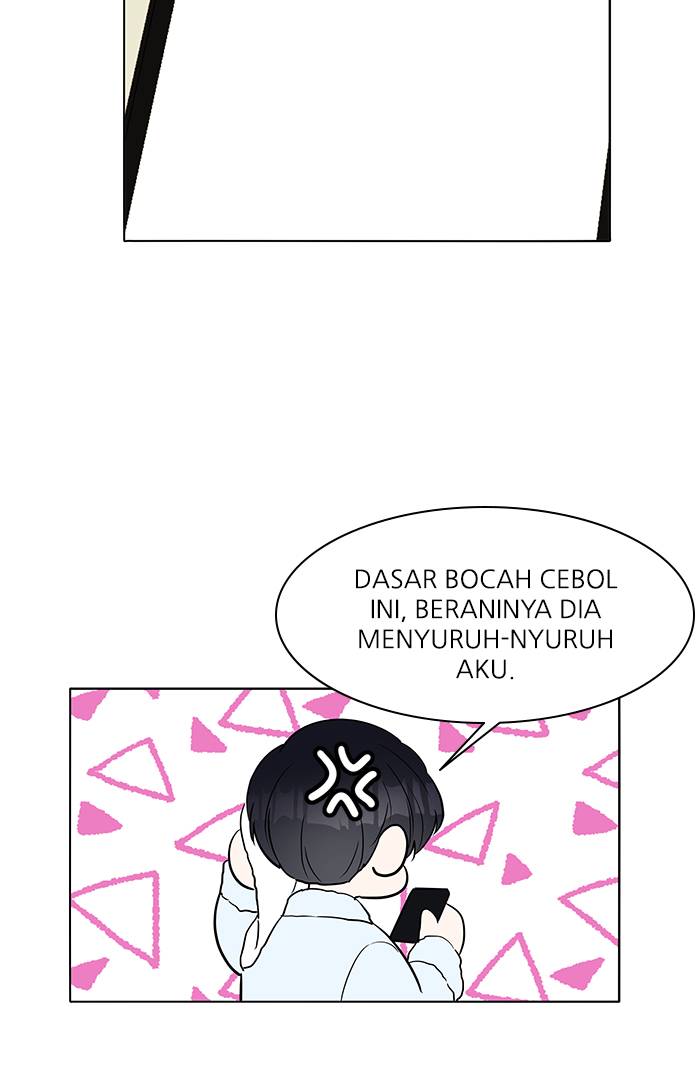 DASAR BOCAH CEBOL
INI, BERANINYA DIA
MENYURUH-NYURUH
AKU.